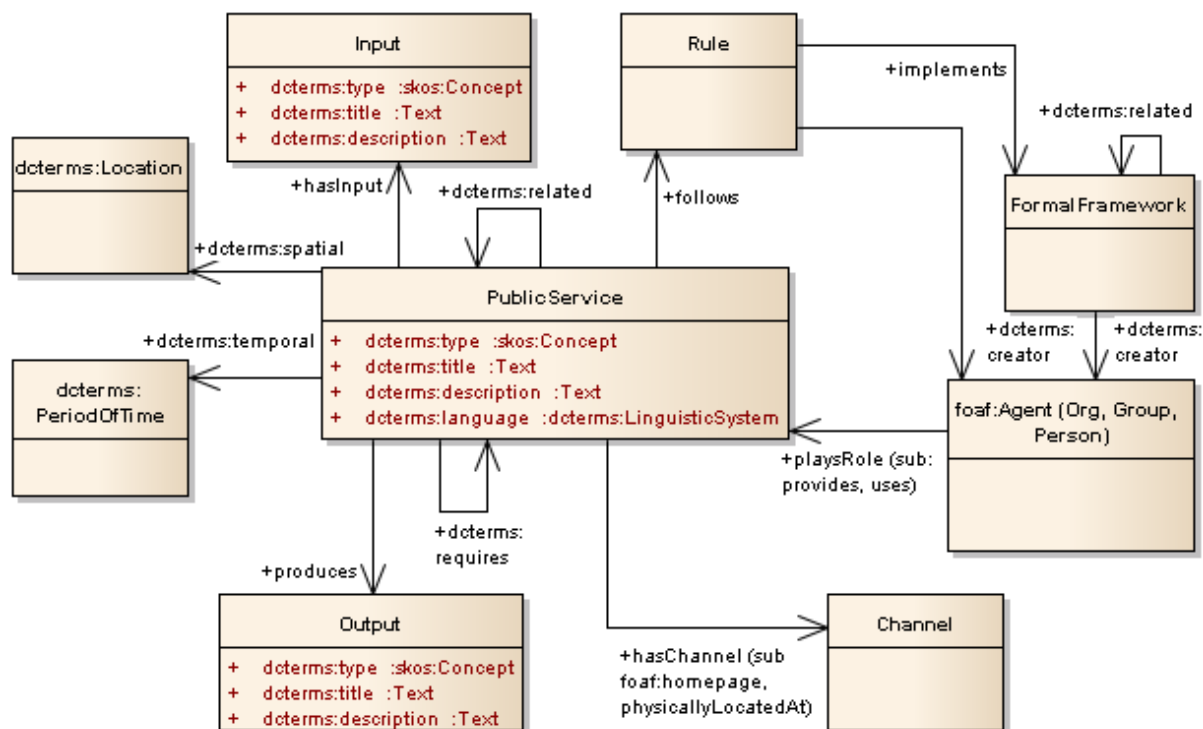 Input
+ dcterms:type :skos:Concept
+ dcterms:title :Text
+ dcterms:description :Text
Rule
+implements
+dcterms:related
dcterms:Location
+hasInput
+dcterms:related
+follows
FormalFramework
+dcterms:spatial
PublicService
+ dcterms:type :skos:Concept
+ dcterms:title :Text
+ dcterms:description :Text
+ dcterms:language :dcterms:LinguisticSystem
+dcterms:temporal
+dcterms:
creator
+dcterms:
creator
dcterms:
PeriodOfTime
foaf:Agent (Org, Group,
Person)
+playsRole (sub:
provides, uses)
+dcterms:
requires
+produces
Output
+ dcterms:type :skos:Concept
+ dcterms:title :Text
+ dcterms:description :Text
+hasChannel (sub
foaf:homepage,
physicallyLocatedAt)
Channel